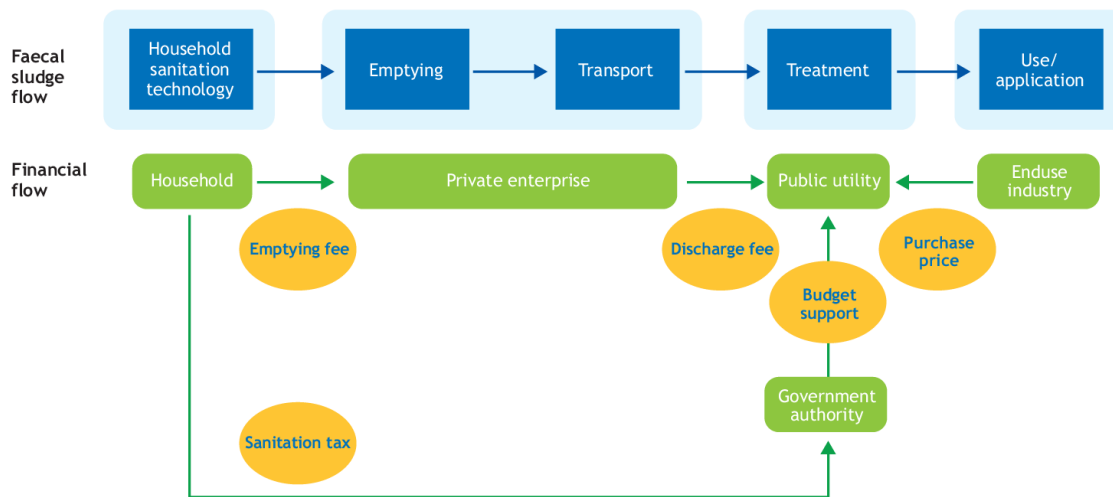 Faecal
sludge
flow
Household
sanitation
technology
Emptying
Transport
Treatment
Use/
application
Financial
flow
Household
Private enterprise
Public utility
Enduse
industry
Emptying fee
Discharge fee
Purchase
price
Budget
support
Government
authority
Sanitation tax